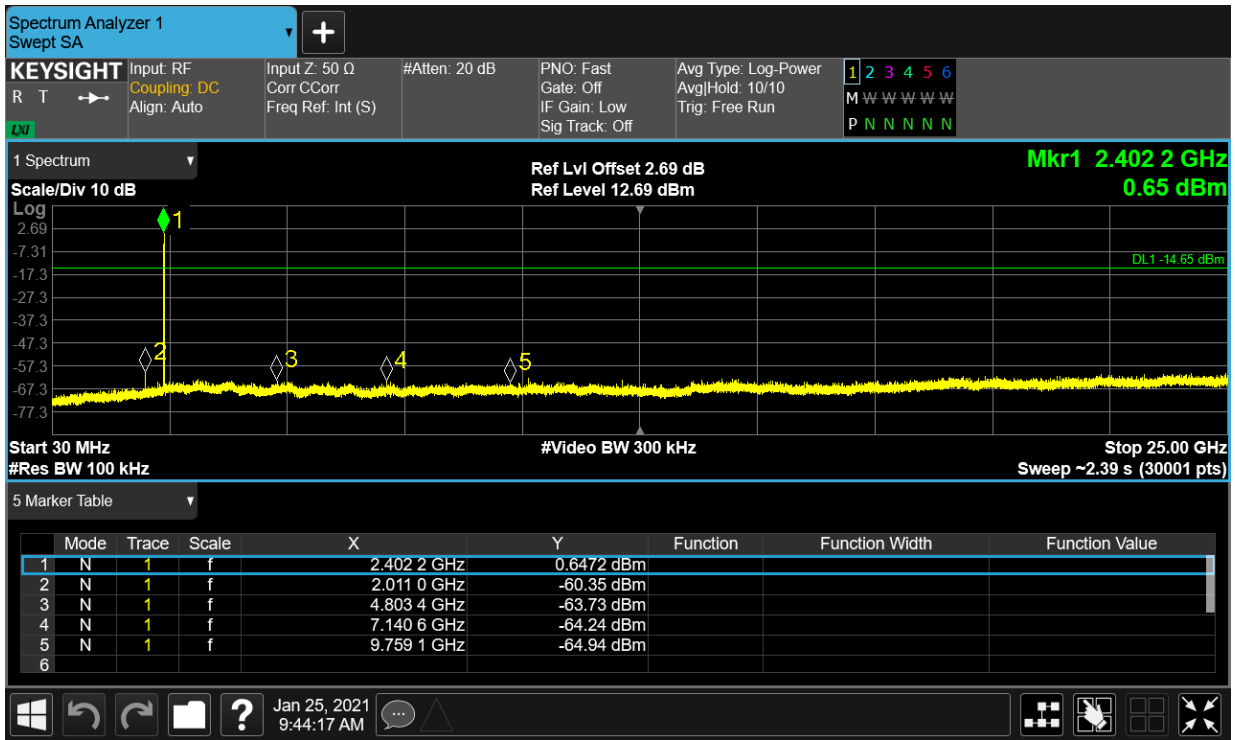 Spectrum Analyzer 1
Swept SA
+
KEYSIGHT
R T
LXI
Input: RF
Coupling: DC
Align: Auto
Input Z: 50 Ω
Corr CCorr
Freq Ref: Int (S)
#Atten: 20 dB
PNO: Fast
Gate: Off
IF Gain: Low
Sig Track: Off
Avg Type: Log-Power
Avg|Hold: 10/10
Trig: Free Run
1 2 3 4 5 6
M W W W W W
P N N N N N
1 Spectrum
Scale/Div 10 dB
Ref Lvl Offset 2.69 dB
Ref Level 12.69 dBm
Mkr1 2.402 2 GHz
0.65 dBm
Log
2.69
-7.31
-17.3
-27.3
-37.3
-47.3
-57.3
-67.3
-77.3
1
2
3
4
5
DL1 -14.65 dBm
Start 30 MHz
#Video BW 300 kHz
Stop 25.00 GHz
#Res BW 100 kHz
Sweep ~2.39 s (30001 pts)
5 Marker Table
Mode Trace Scale X Y Function Function Width Function Value
1 N 1 f 2.402 2 GHz 0.6472 dBm
2 N 1 f 2.011 0 GHz -60.35 dBm
3 N 1 f 4.803 4 GHz -63.73 dBm
4 N 1 f 7.140 6 GHz -64.24 dBm
5 N 1 f 9.759 1 GHz -64.94 dBm
6
?
Jan 25, 2021
9:44:17 AM